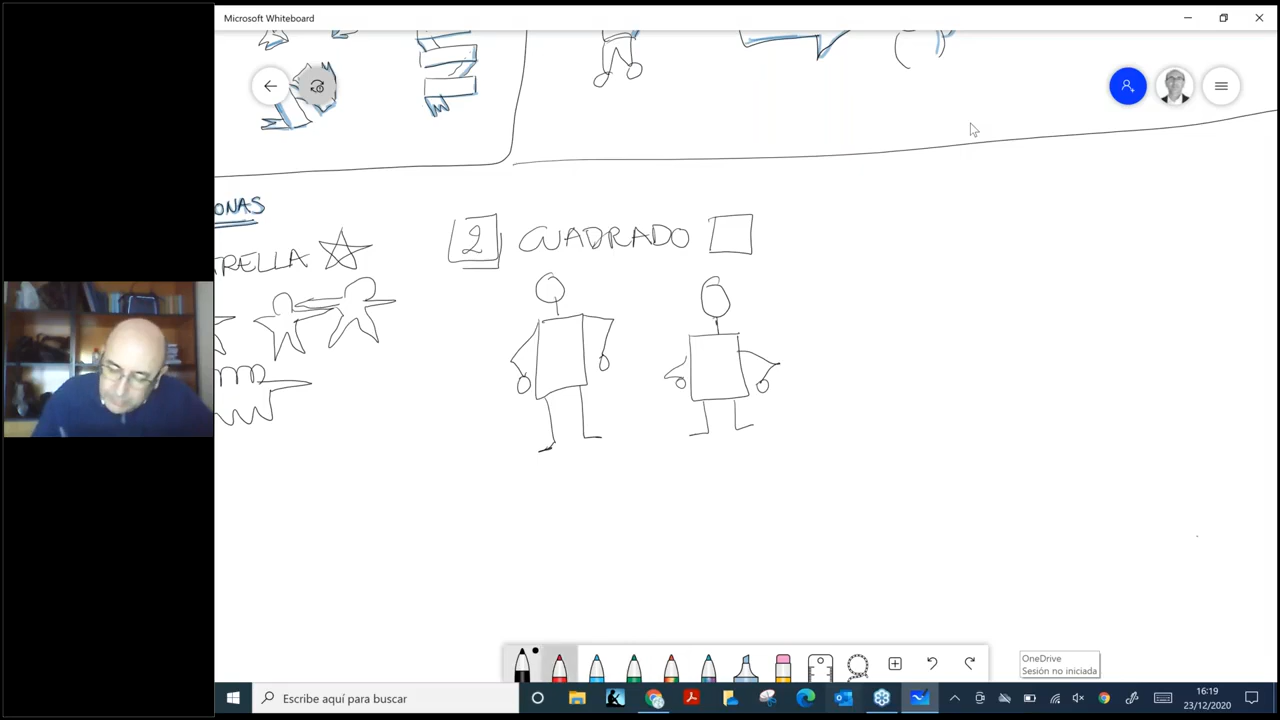 Microsoft Whiteboard
ONAS
2 CUADRADO
TRELLA
OneDrive
Sesión no iniciada
Escribe aquí para buscar
16:19
23/12/2020